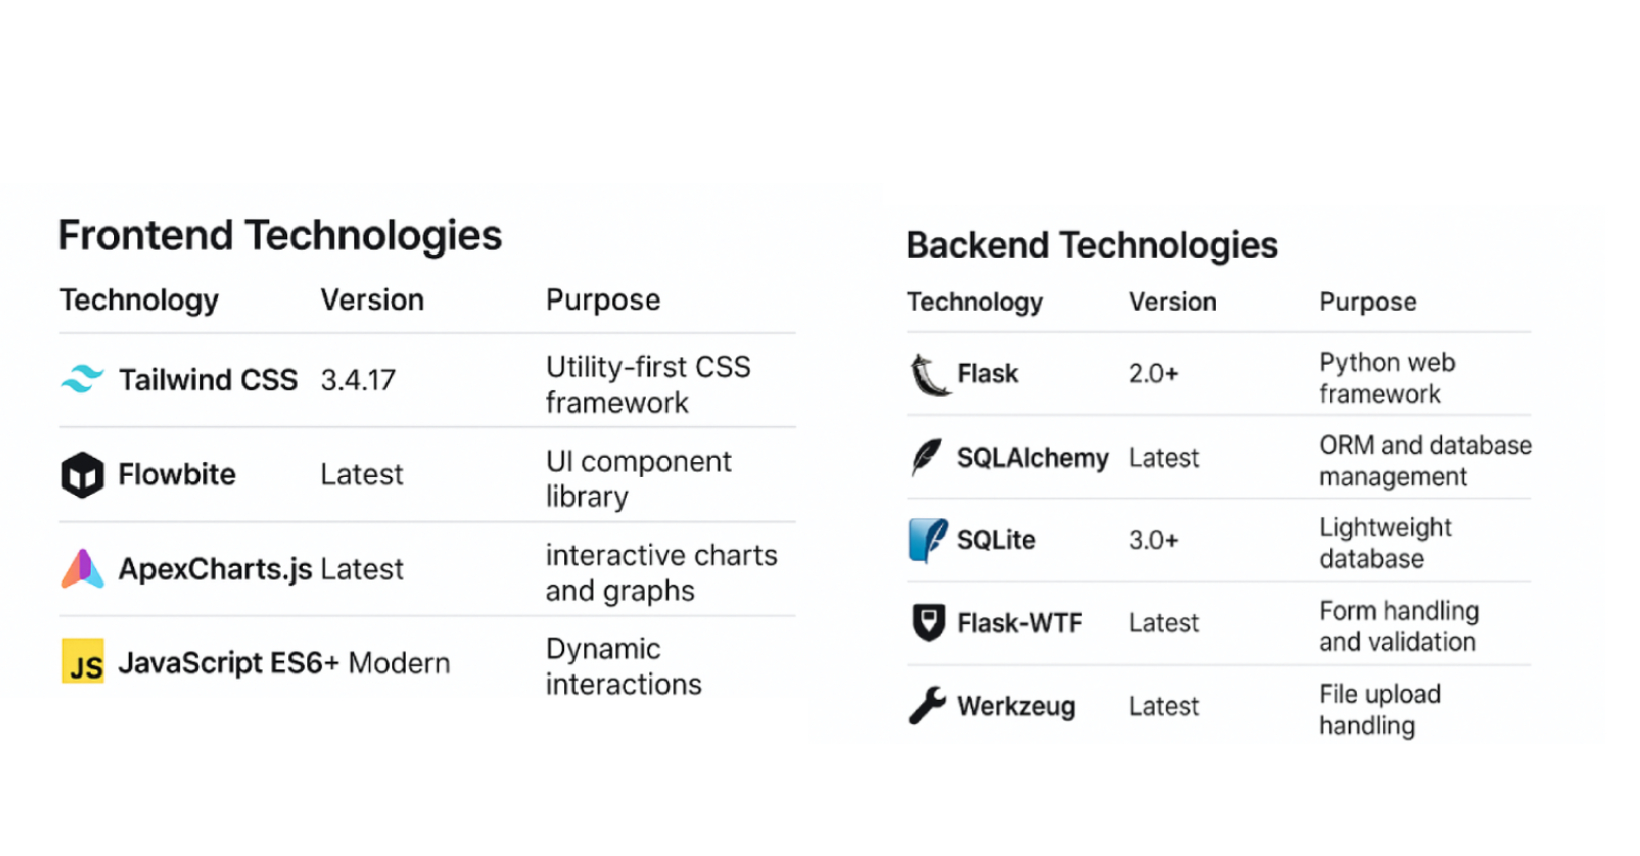 Frontend Technologies
Technology Version Purpose
Tailwind CSS 3.4.17 Utility-first CSS
framework
Flowbite Latest UI component
library
ApexCharts.js Latest interactive charts
and graphs
JS JavaScript ES6+ Modern Dynamic
interactions
Backend Technologies
Technology Version Purpose
Flask 2.0+ Python web
framework
SQLAlchemy Latest ORM and database
management
SQLite 3.0+ Lightweight
database
Flask-WTF Latest Form handling
and validation
Werkzeug Latest File upload
handling